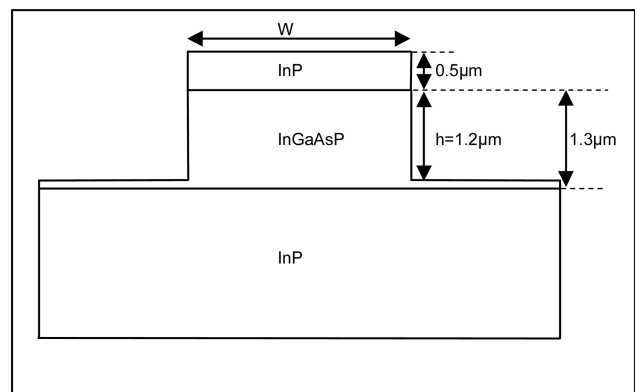 W
InP
0.5μm
InGaAsP
h=1.2μm
1.3μm
InP